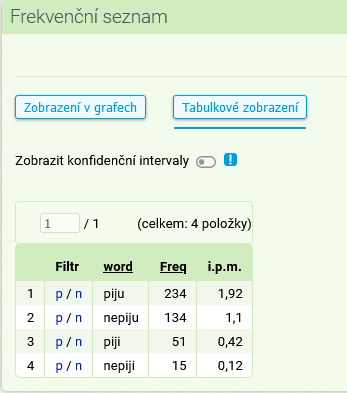 Frekvenční seznam
Zobrazení v grafech Tabulkové zobrazení
Zobrazit konfidenční intervaly !
1 / 1 (celkem: 4 položky)
Filtr word Freq i.p.m.
1 p / n piju 234 1,92
2 p / n nepiju 134 1,1
3 p / n piji 51 0,42
4 p / n nepiji 15 0,12